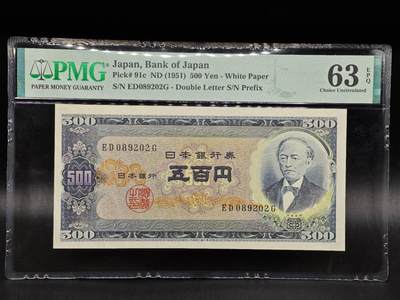 PMG
PAPER MONEY GUARANTY
Japan, Bank of Japan
Pick# 91c ND (1951) 500 Yen - White Paper
S/N ED089202G - Double Letter S/N Prefix
63 EPQ
Choice Uncirculated
500 500
ED089202G
日本銀行券
500 日本銀行 五百円
ED089202G
500 500